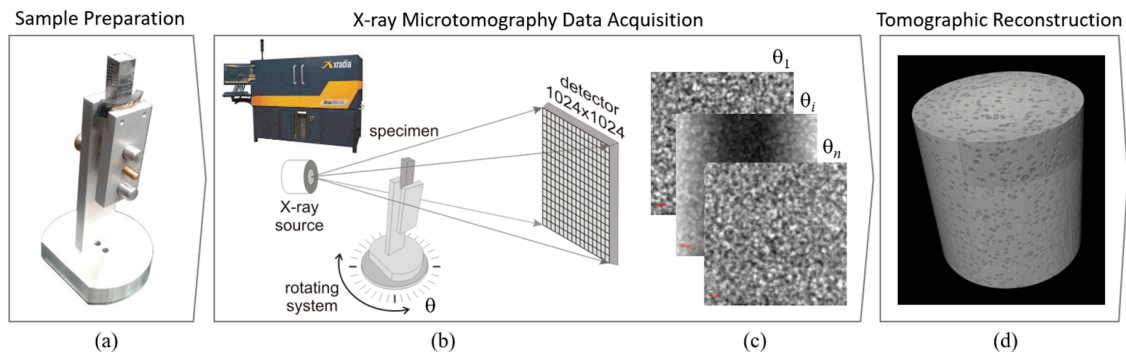 Sample Preparation
X-ray Microtomography Data Acquisition
Tomographic Reconstruction
xradia
specimen
detector
1024x1024
X-ray
source
rotating
system
θ
θ1
θi
θn
(a)
(b)
(c)
(d)